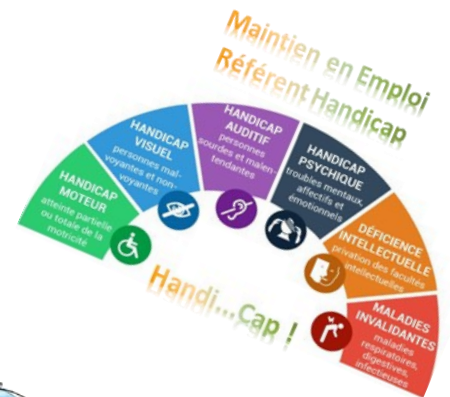 Maintien en Emploi
Référent Handicap
HANDICAP
MOTEUR
atteinte partielle
ou totale de la
motricité
HANDICAP
VISUEL
personnes mal-
voyantes et non-
voyantes
HANDICAP
AUDITIF
personnes
sourdes et malen-
tendantes
HANDICAP
PSYCHIQUE
troubles mentaux,
affectifs et
émotionnels
DÉFICIENCE
INTELLECTUELLE
privation des facultés
intellectuelles
MALADIES
INVALIDANTES
maladies
respiratoires,
digestives,
infectieuses
Handi...Cap !